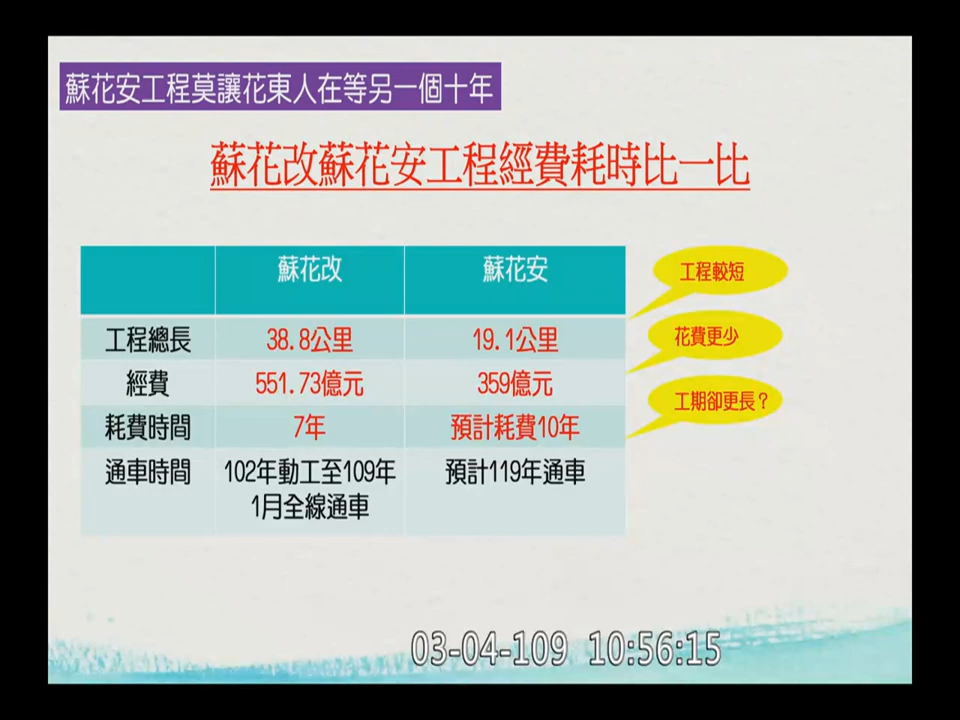 蘇花安工程莫讓花東人在等另一個十年
蘇花改蘇花安工程經費耗時比一比
蘇花改 蘇花安
工程總長 38.8公里 19.1公里
經費 551.73億元 359億元
耗費時間 7年 預計耗費10年
通車時間 102年動工至109年 預計119年通車
1月全線通車
工程較短
花費更少
工期卻更長?
03-04-109 10:56:15